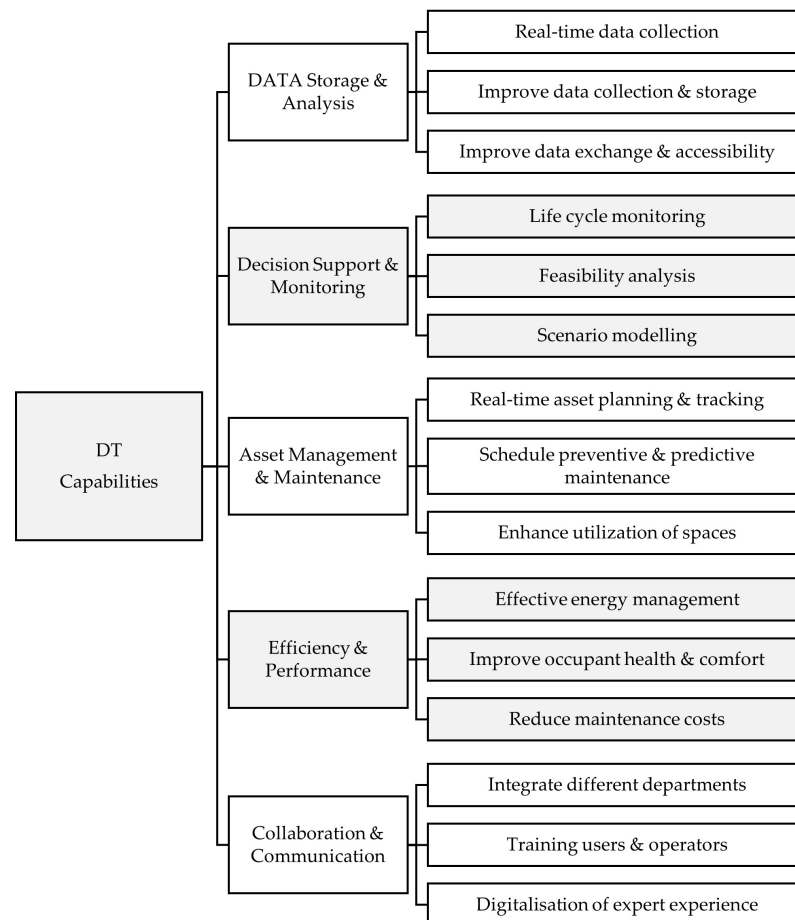 DT
Capabilities
DATA Storage &
Analysis
Real-time data collection
Improve data collection & storage
Improve data exchange & accessibility
Decision Support &
Monitoring
Life cycle monitoring
Feasibility analysis
Scenario modelling
Asset Management
& Maintenance
Real-time asset planning & tracking
Schedule preventive & predictive
maintenance
Enhance utilization of spaces
Efficiency &
Performance
Effective energy management
Improve occupant health & comfort
Reduce maintenance costs
Collaboration &
Communication
Integrate different departments
Training users & operators
Digitalisation of expert experience